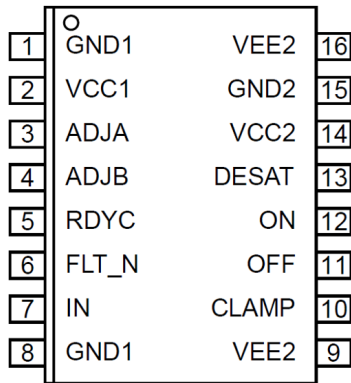 1 GND1 VEE2 16
2 VCC1 GND2 15
3 ADJA VCC2 14
4 ADJB DESAT 13
5 RDYC ON 12
6 FLT_N OFF 11
7 IN CLAMP 10
8 GND1 VEE2 9